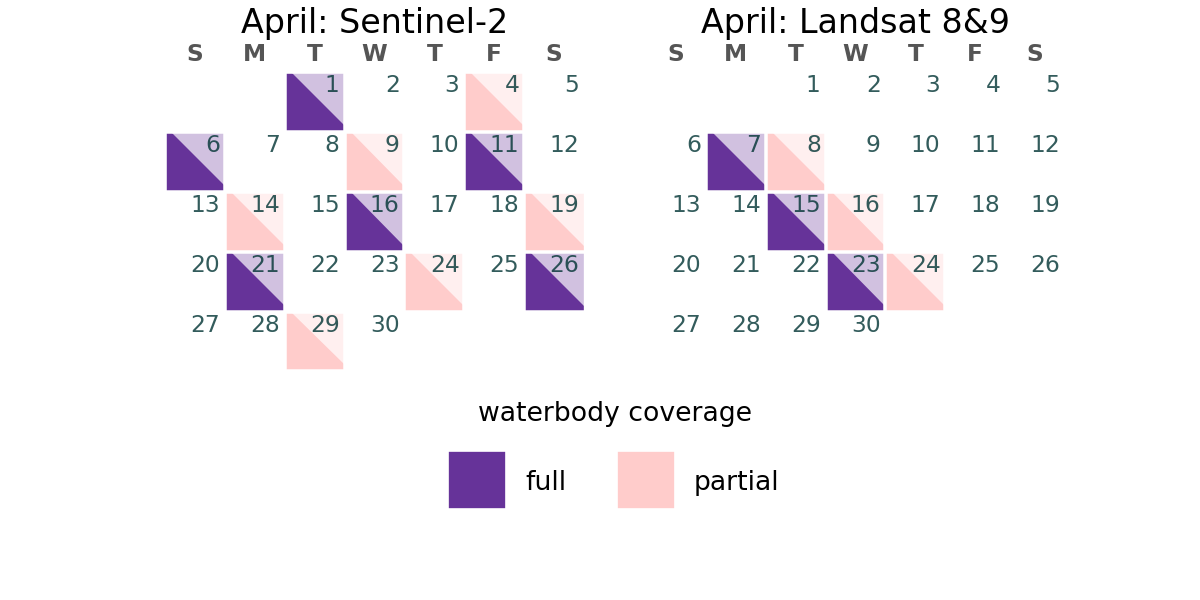 April: Sentinel-2
S M T W T F S
1 2 3 4 5
6 7 8 9 10 11 12
13 14 15 16 17 18 19
20 21 22 23 24 25 26
27 28 29 30
April: Landsat 8&9
S M T W T F S
1 2 3 4 5
6 7 8 9 10 11 12
13 14 15 16 17 18 19
20 21 22 23 24 25 26
27 28 29 30
waterbody coverage
full partial